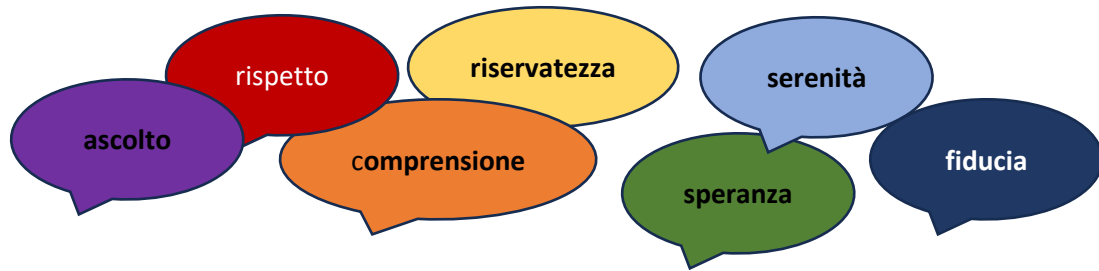 ascolto
rispetto
comprensione
riservatezza
speranza
serenità
fiducia